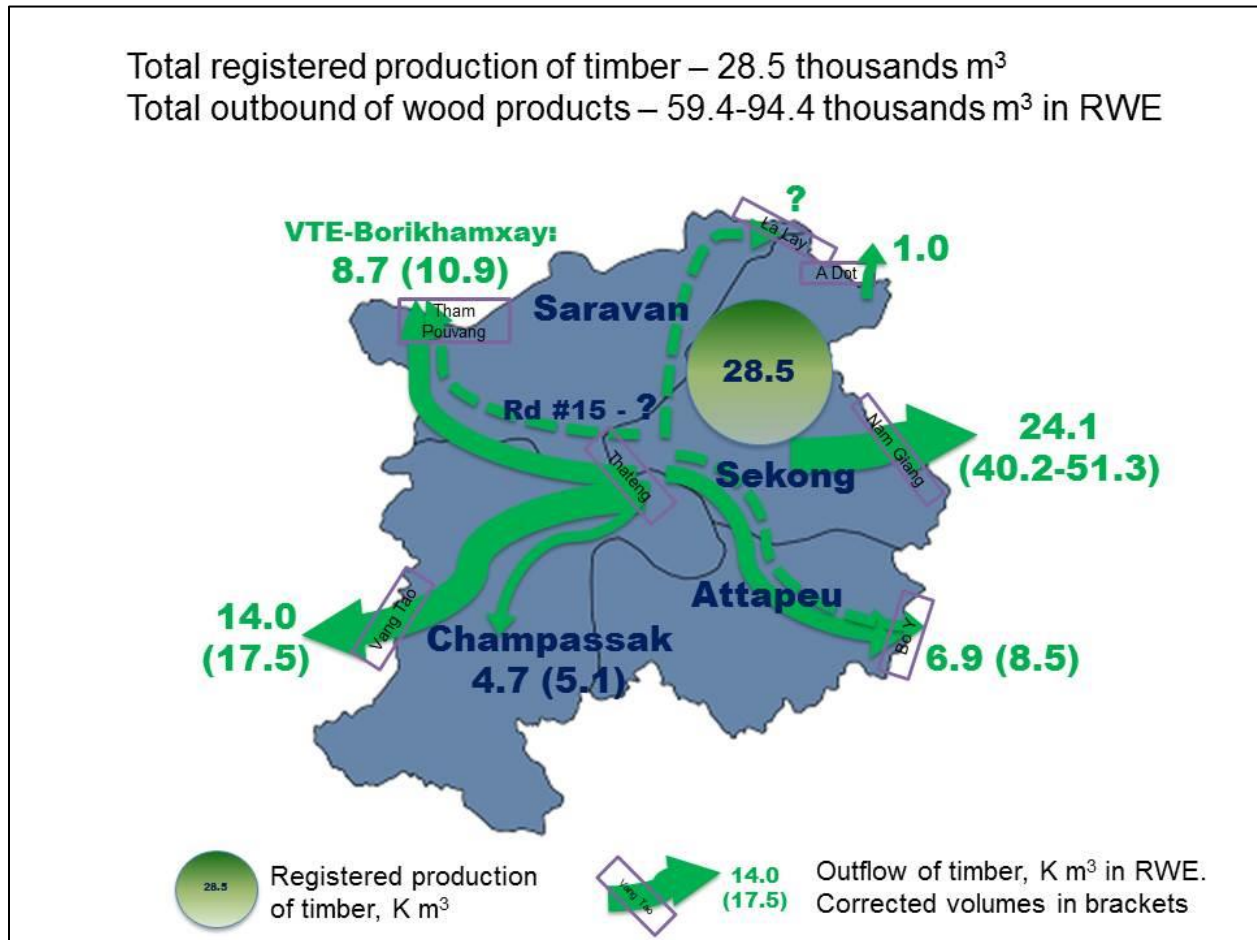 Total registered production of timber – 28.5 thousands m³
Total outbound of wood products – 59.4-94.4 thousands m³ in RWE
?
La Lay
VTE-Borikhamxay:
8.7 (10.9)
1.0
A Dot
Tham
Pouvang
Saravan
28.5
Rd #15 - ?
Nam Giang
24.1
(40.2-51.3)
Thateng
Sekong
Attapeu
14.0
(17.5)
Vang Tao
Champassak
4.7 (5.1)
Bo Y
6.9 (8.5)
28.5
Registered production
of timber, K m³
Vang Tao
14.0
(17.5)
Outflow of timber, K m³ in RWE.
Corrected volumes in brackets